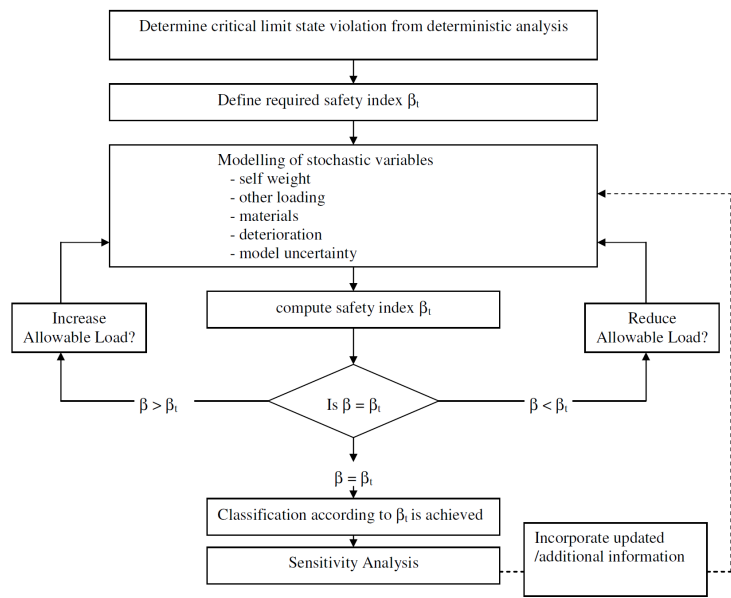 Determine critical limit state violation from deterministic analysis
Define required safety index βt
Modelling of stochastic variables
- self weight
- other loading
- materials
- deterioration
- model uncertainty
compute safety index βt
Increase
Allowable Load?
Reduce
Allowable Load?
β > βt
Is β = βt
β < βt
β = βt
Classification according to βt is achieved
Sensitivity Analysis
Incorporate updated
/additional information